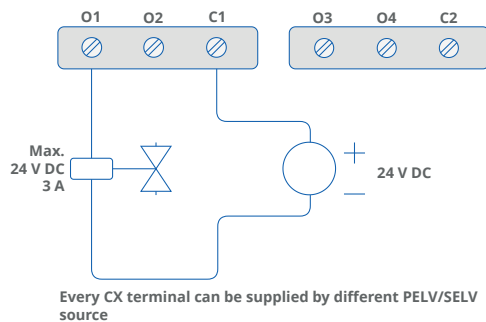 O1 O2 C1 O3 O4 C2
Max.
24 V DC
3 A
24 V DC
Every CX terminal can be supplied by different PELV/SELV
source